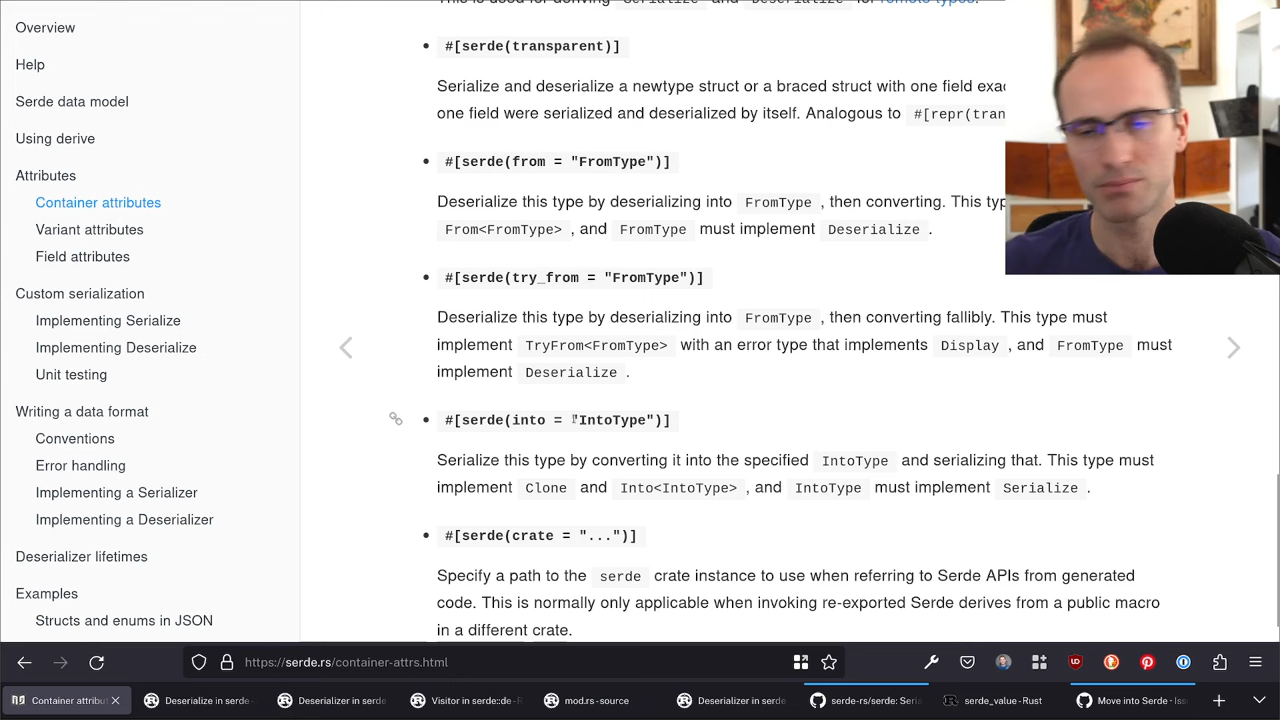 Overview
Help
Serde data model
Using derive
Attributes
Container attributes
Variant attributes
Field attributes
Custom serialization
Implementing Serialize
Implementing Deserialize
Unit testing
Writing a data format
Conventions
Error handling
Implementing a Serializer
Implementing a Deserializer
Deserializer lifetimes
Examples
Structs and enums in JSON
This is used for deriving Serialize and Deserialize for remote types.
#[serde(transparent)]
Serialize and deserialize a newtype struct or a braced struct with one field exac
one field were serialized and deserialized by itself. Analogous to #[repr(tran
#[serde(from = "FromType")]
Deserialize this type by deserializing into FromType , then converting. This typ
From<FromType> , and FromType must implement Deserialize .
#[serde(try_from = "FromType")]
Deserialize this type by deserializing into FromType , then converting fallibly. This type must
implement TryFrom<FromType> with an error type that implements Display , and FromType must
implement Deserialize .
#[serde(into = "IntoType")]
Serialize this type by converting it into the specified IntoType and serializing that. This type must
implement Clone and Into<IntoType> , and IntoType must implement Serialize .
#[serde(crate = "...")]
Specify a path to the serde crate instance to use when referring to Serde APIs from generated
code. This is normally only applicable when invoking re-exported Serde derives from a public macro
in a different crate.
https://serde.rs/container-attrs.html
Container attribut
Deserialize in serde
Deserializer in serde
Visitor in serde::de - R
mod.rs - source
Deserialize in serde
serde-rs/serde: Seria
serde_value - Rust
Move into Serde - Iss